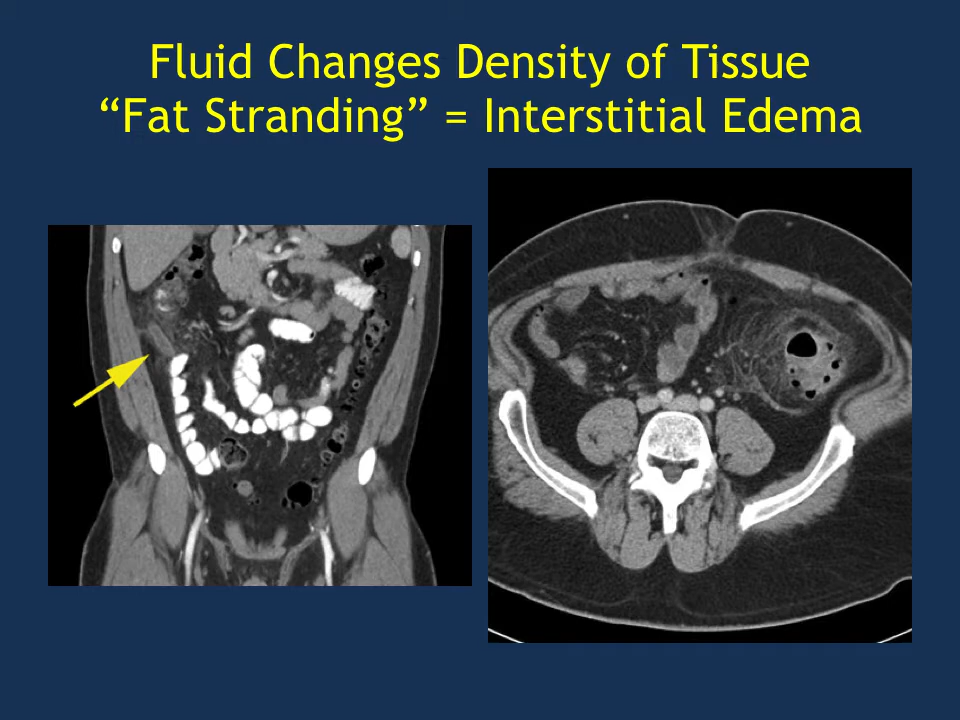 Fluid Changes Density of Tissue
“Fat Stranding” = Interstitial Edema